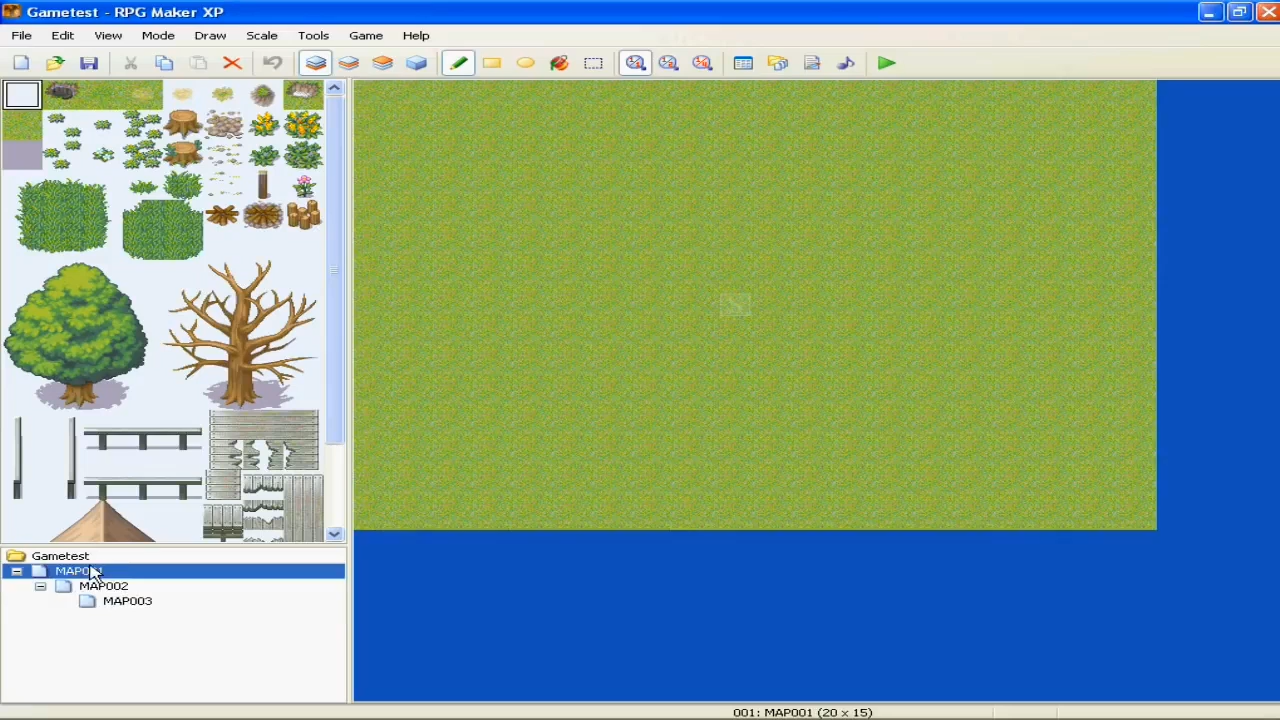 Gametest - RPG Maker XP
File Edit View Mode Draw Scale Tools Game Help
Gametest
MAP001
MAP002
MAP003
001: MAP001 (20 x 15)